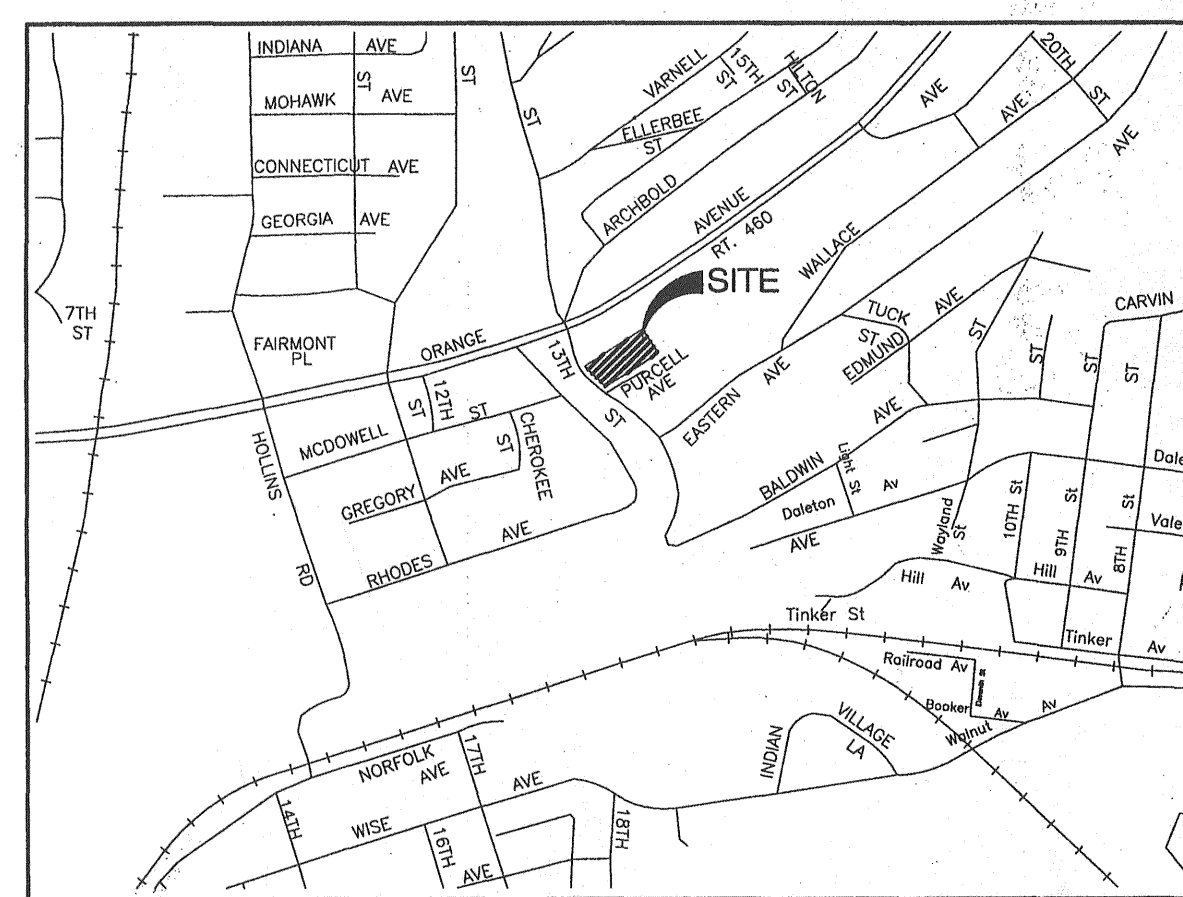 INDIANA AVE
ST
ST
MOHAWK AVE
CONNECTICUT AVE
GEORGIA AVE
7TH
ST
FAIRMONT
PL
ST
VARNELL
15TH
ST
HILTON
ST
ELLERBEE
ST
ARCHBOLD
AVENUE
RT. 460
AVE
20TH
ST
AVE
AVE
WALLACE
SITE
ORANGE
13TH
ST
PURCELL
AVE
TUCK
ST
EDMUND
AVE
ST
CARVIN
ST
ST
ST
EASTERN AVE
HOLLINS
RD
MCDOWELL ST
12TH
ST
CHEROKEE
ST
GREGORY AVE
RHODES AVE
BALDWIN AVE
Light St
Daleton Av
AVE
Wayland
St
10TH St
9TH St
8TH St
Dale
Vale
Hill Av
Hill Av
Tinker St
Tinker Av
Railroad Av
Booker Av
Walnut Av
INDIAN
VILLAGE
LA
NORFOLK
AVE
17TH
14TH
WISE AVE
16TH
AVE
18TH